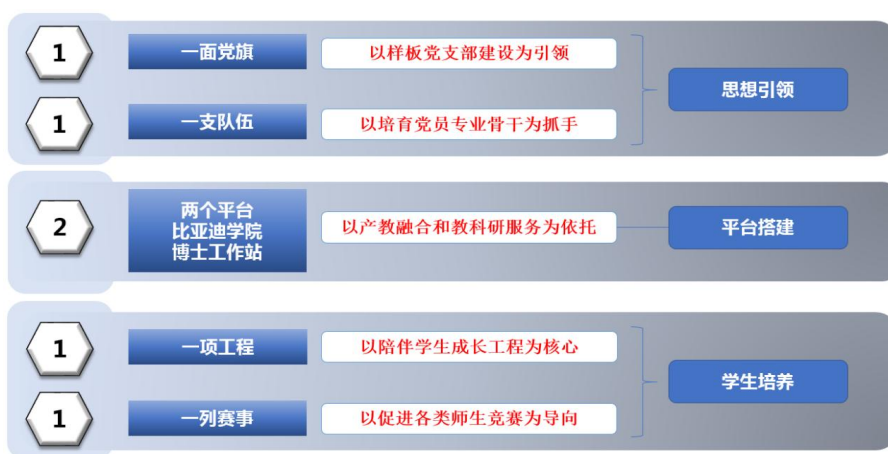 1
一面党旗
以样板党支部建设为引领
1
一支队伍
以培育党员专业骨干为抓手
思想引领
2
两个平台
比亚迪学院
博士工作站
以产教融合和教科研服务为依托
平台搭建
1
一项工程
以陪伴学生成长工程为核心
1
一列赛事
以促进各类师生竞赛为导向
学生培养